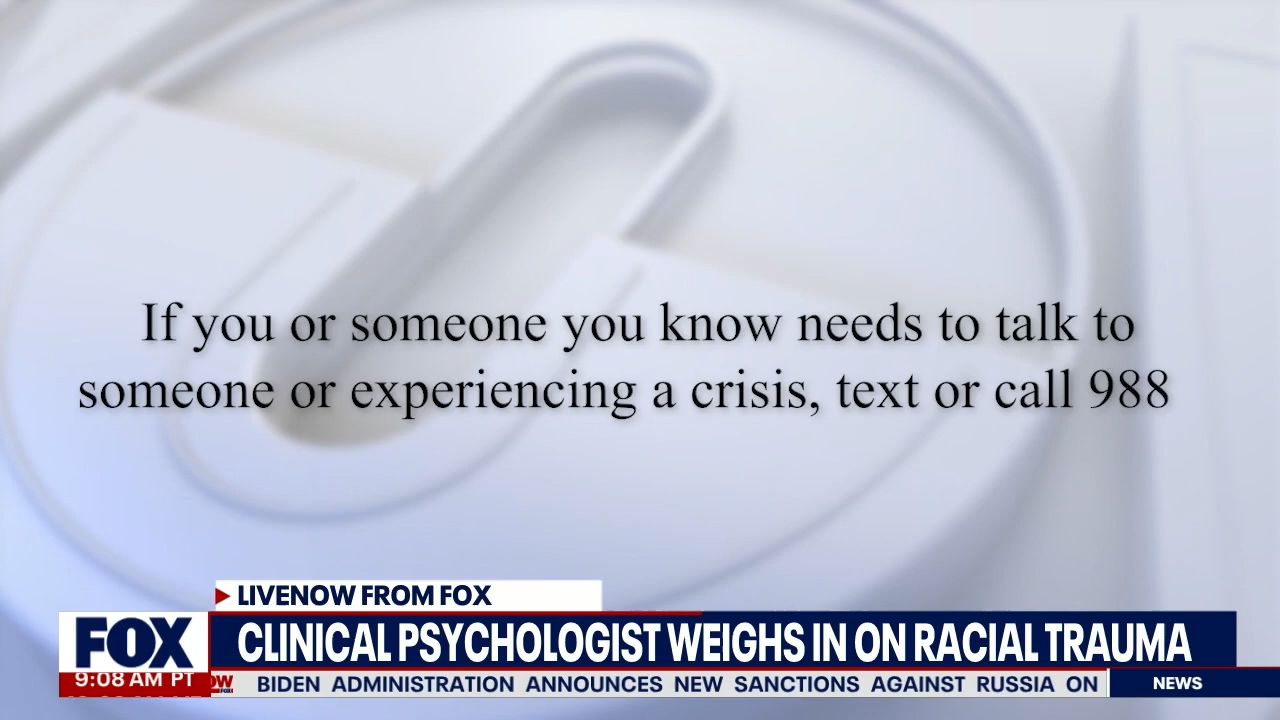 If you or someone you know needs to talk to
someone or experiencing a crisis, text or call 988
LIVENOW FROM FOX
FOX
CLINICAL PSYCHOLOGIST WEIGHS IN ON RACIAL TRAUMA
9:08 AM PT
BIDEN ADMINISTRATION ANNOUNCES NEW SANCTIONS AGAINST RUSSIA ON
NEWS